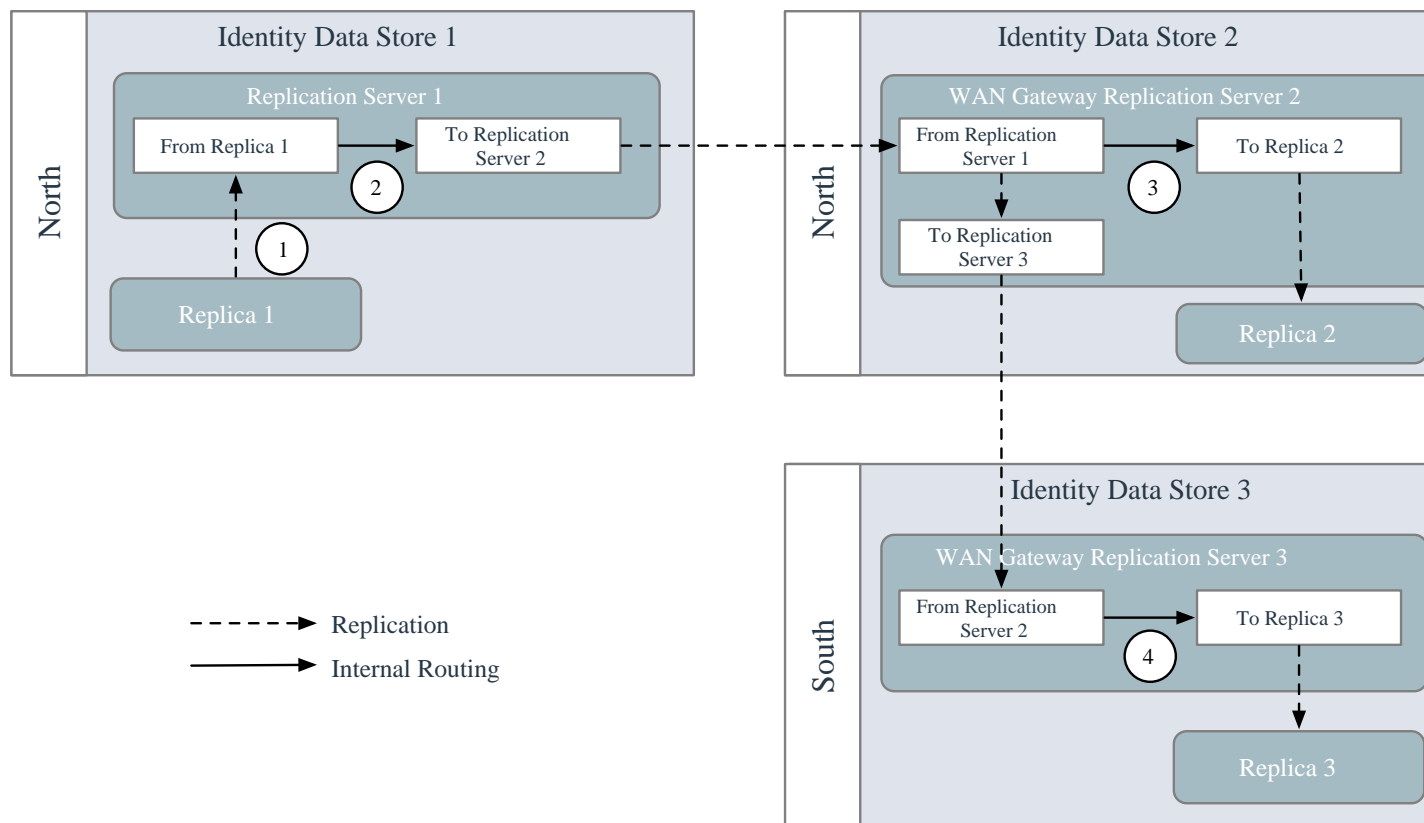 Identity Data Store 1
North
Replication Server 1
From Replica 1
To Replication
Server 2
2
1
Replica 1
Identity Data Store 2
North
WAN Gateway Replication Server 2
From Replication
Server 1
To Replica 2
3
To Replication
Server 3
Replica 2
Identity Data Store 3
South
WAN Gateway Replication Server 3
From Replication
Server 2
To Replica 3
4
Replica 3
Replication
Internal Routing